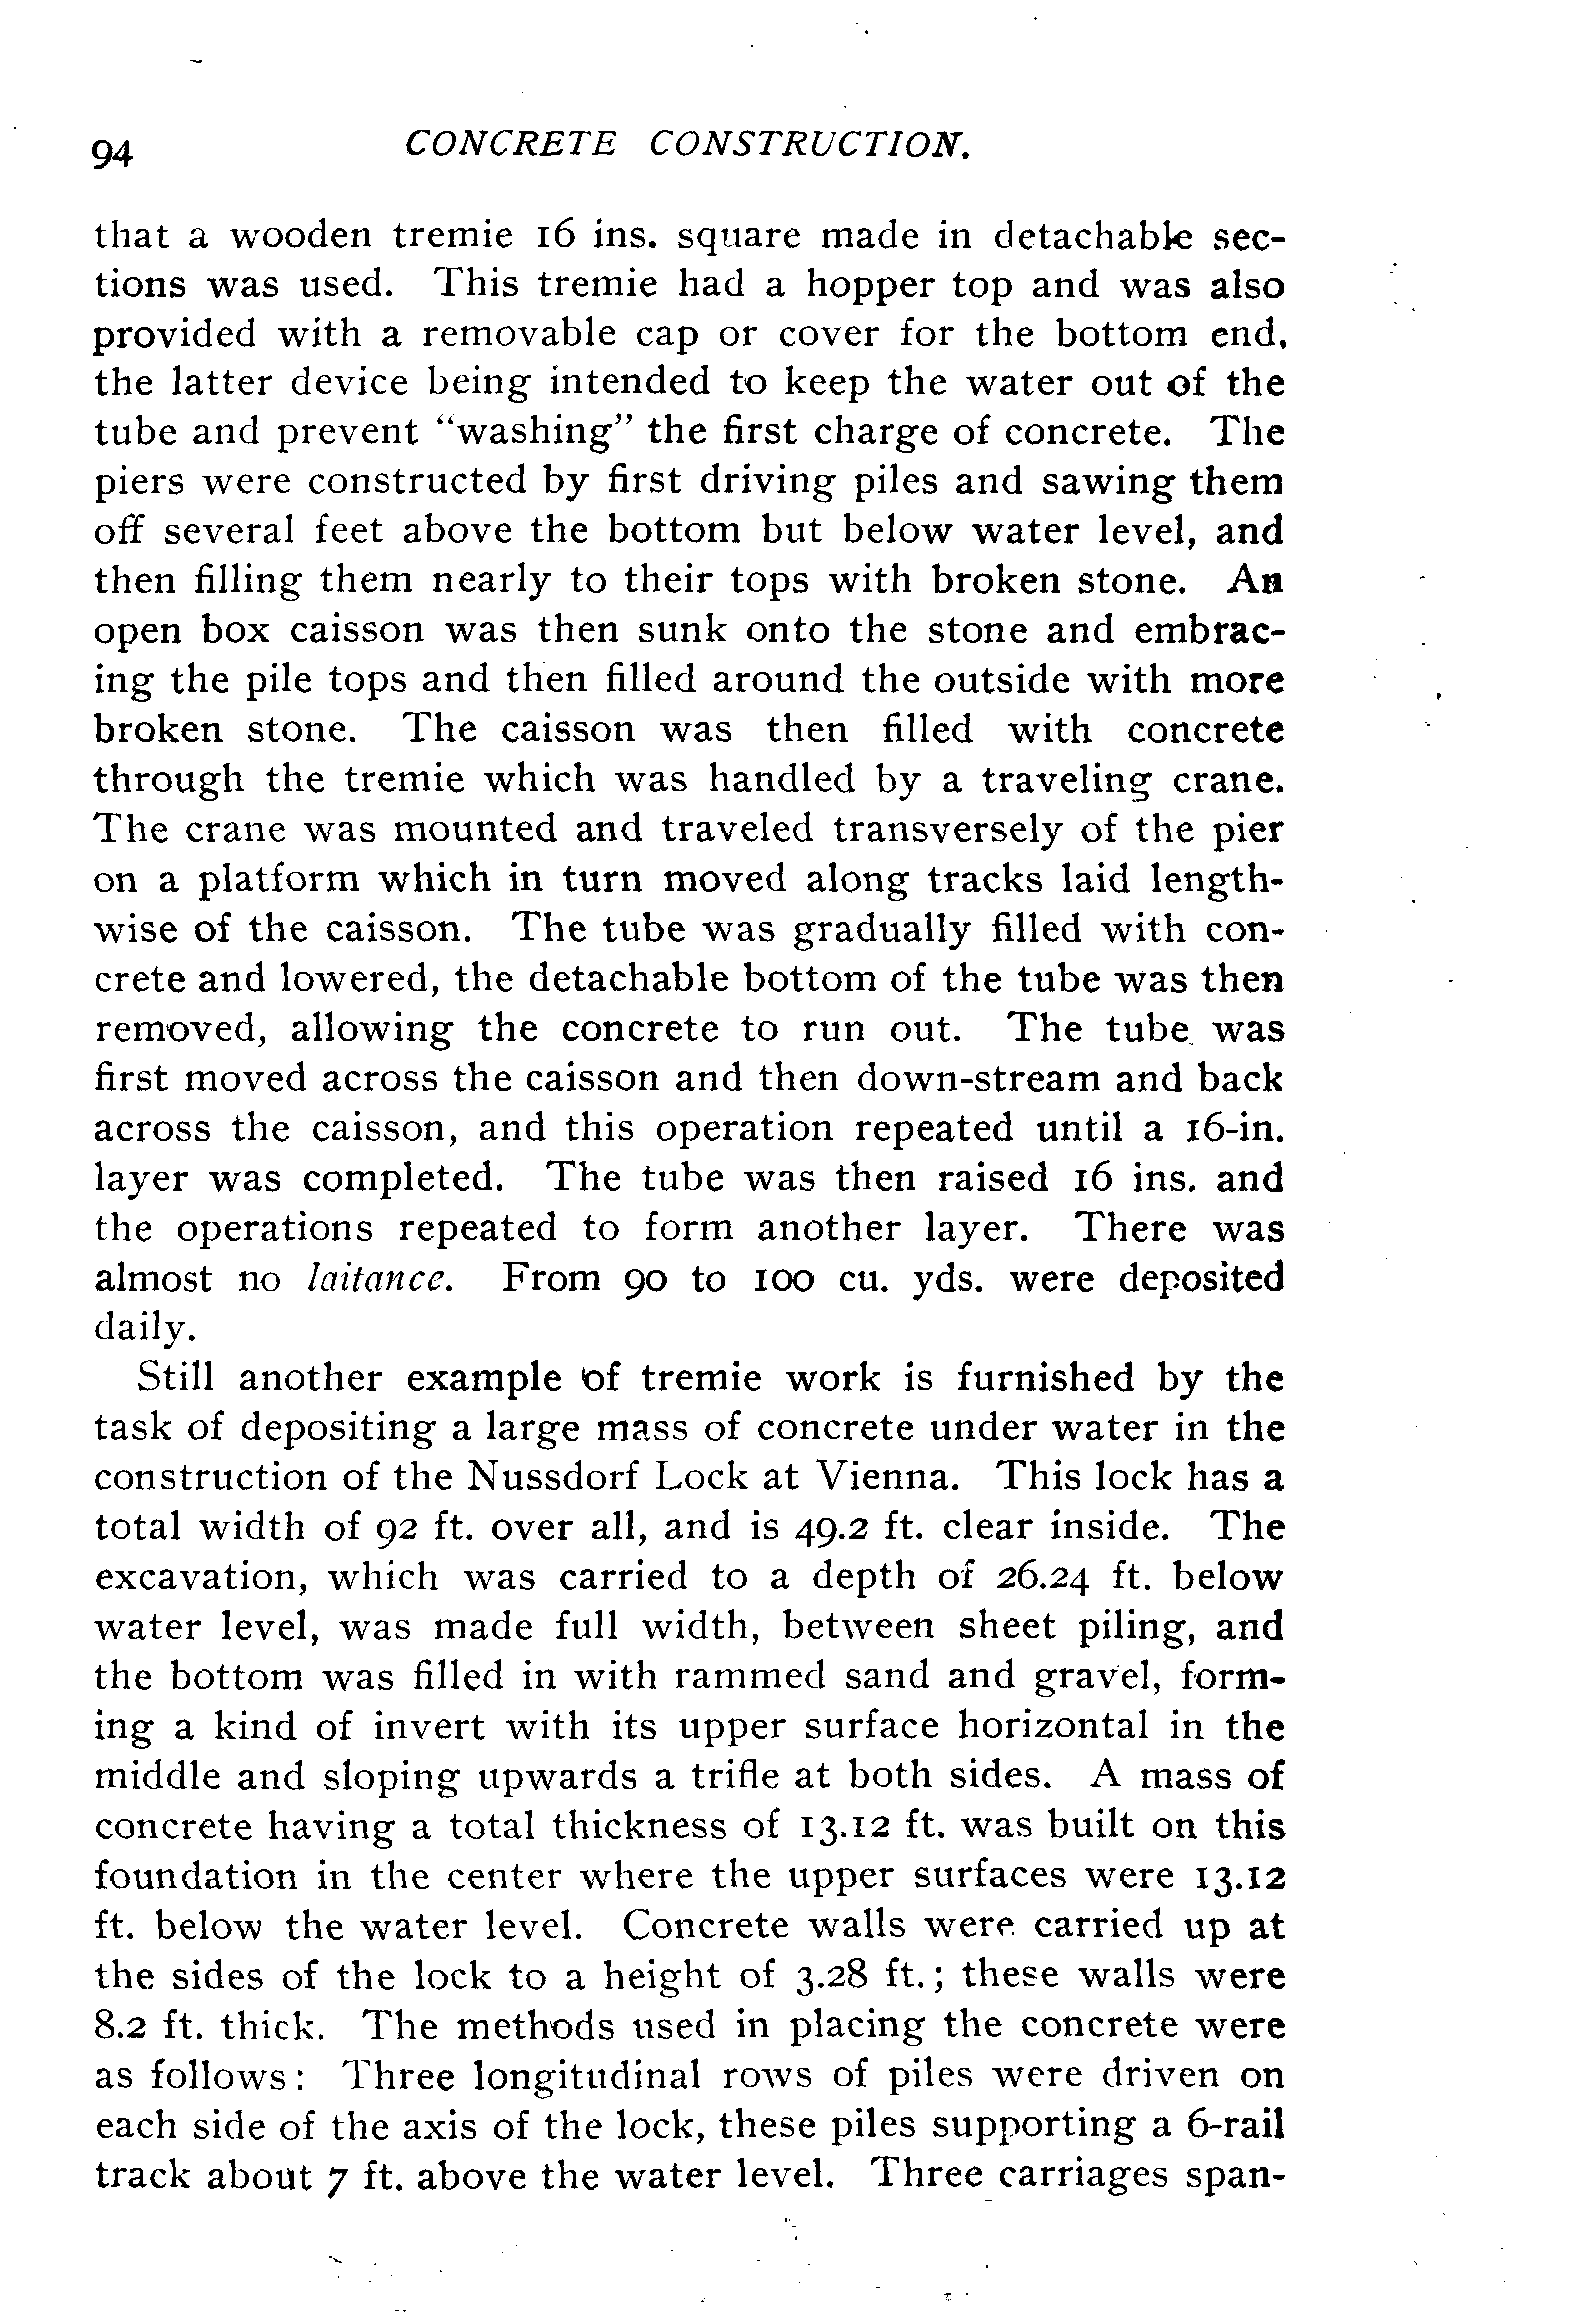 94 CONCRETE CONSTRUCTION.
that a wooden tremie 16 ins. square made in detachable sec-
tions was used. This tremie had a hopper top and was also
provided with a removable cap or cover for the bottom end,
the latter device being intended to keep the water out of the
tube and prevent “washing” the first charge of concrete. The
piers were constructed by first driving piles and sawing them
off several feet above the bottom but below water level, and
then filling them nearly to their tops with broken stone. An
open box caisson was then sunk onto the stone and embrac-
ing the pile tops and then filled around the outside with more
broken stone. The caisson was then filled with concrete
through the tremie which was handled by a traveling crane.
The crane was mounted and traveled transversely of the pier
on a platform which in turn moved along tracks laid length-
wise of the caisson. The tube was gradually filled with con-
crete and lowered, the detachable bottom of the tube was then
removed, allowing the concrete to run out. The tube was
first moved across the caisson and then down-stream and back
across the caisson, and this operation repeated until a 16-in.
layer was completed. The tube was then raised 16 ins. and
the operations repeated to form another layer. There was
almost no laitance. From 90 to 100 cu. yds. were deposited
daily.
Still another example of tremie work is furnished by the
task of depositing a large mass of concrete under water in the
construction of the Nussdorf Lock at Vienna. This lock has a
total width of 92 ft. over all, and is 49.2 ft. clear inside. The
excavation, which was carried to a depth of 26.24 ft. below
water level, was made full width, between sheet piling, and
the bottom was filled in with rammed sand and gravel, form-
ing a kind of invert with its upper surface horizontal in the
middle and sloping upwards a trifle at both sides. A mass of
concrete having a total thickness of 13.12 ft. was built on this
foundation in the center where the upper surfaces were 13.12
ft. below the water level. Concrete walls were carried up at
the sides of the lock to a height of 3.28 ft.; these walls were
8.2 ft. thick. The methods used in placing the concrete were
as follows: Three longitudinal rows of piles were driven on
each side of the axis of the lock, these piles supporting a 6-rail
track about 7 ft. above the water level. Three carriages span-